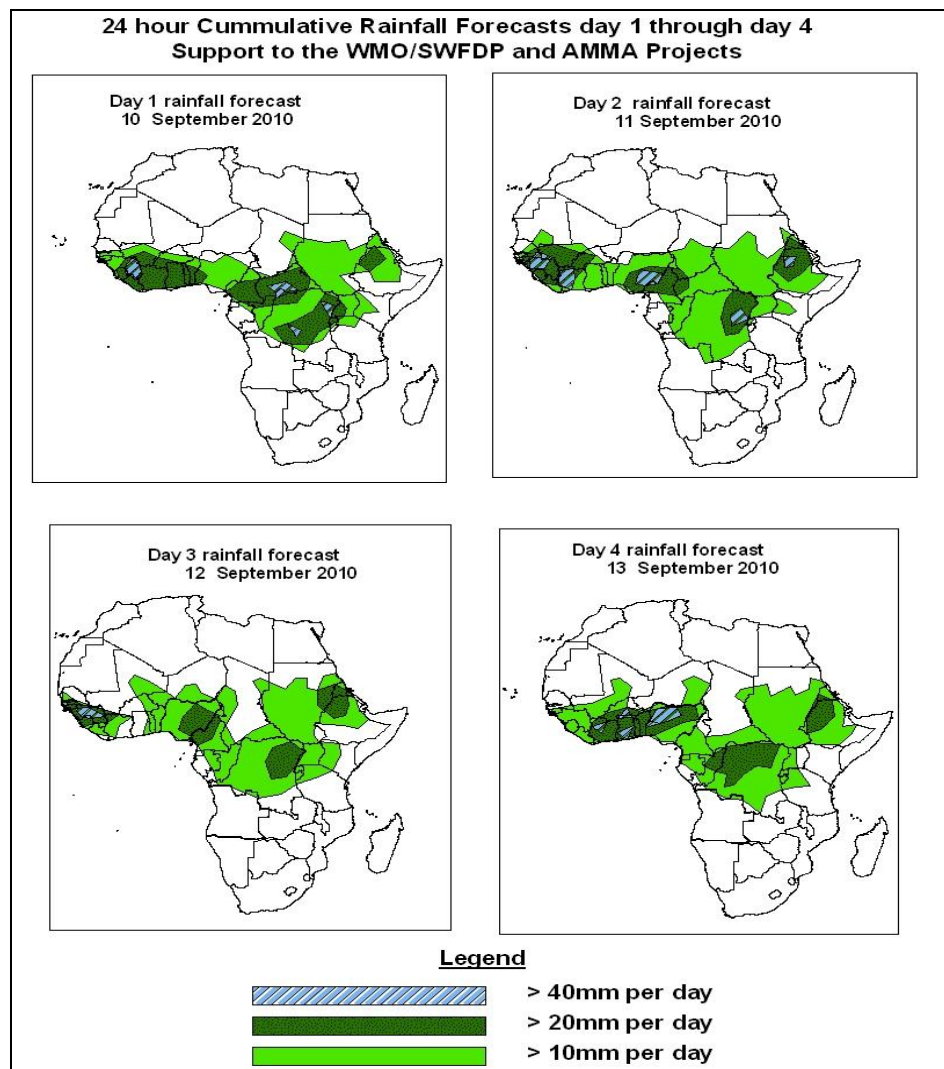 24 hour Cummulative Rainfall Forecasts day 1 through day 4
Support to the WMO/SWFDP and AMMA Projects
Day 1 rainfall forecast
10 September 2010
Day 2 rainfall forecast
11 September 2010
Day 3 rainfall forecast
12 September 2010
Day 4 rainfall forecast
13 September 2010
Legend
> 40mm per day
> 20mm per day
> 10mm per day